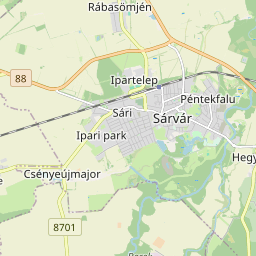 Rábasömjén
88
Ipartelep
Péntekfalu
Sári
Sárvár
Ipari park
Csényeújmajor
Hegy
8701